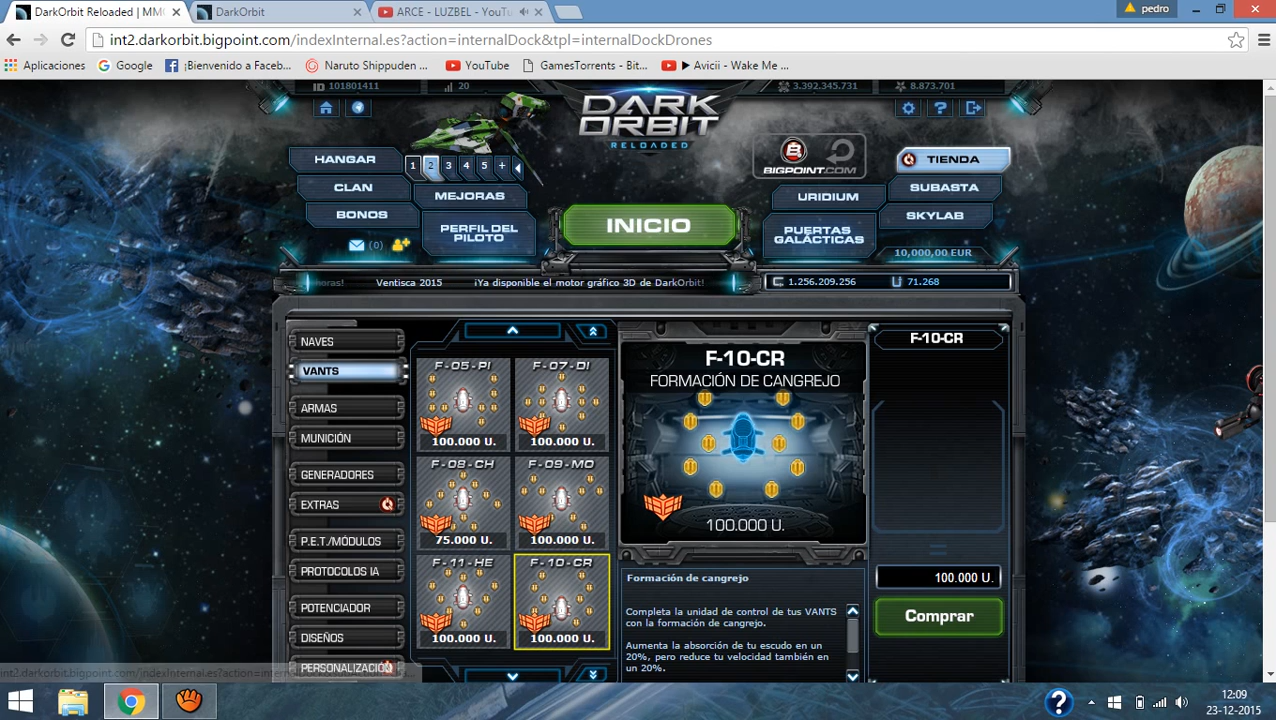 DarkOrbit Reloaded | MMO
DarkOrbit
ARCE - LUZBEL - YouTu
pedro
int2.darkorbit.bigpoint.com/indexInternal.es?action=internalDock&tpl=internalDockDrones
Aplicaciones
Google
¡Bienvenido a Faceb...
Naruto Shippuden ...
YouTube
GamesTorrents - Bit...
▶ Avicii - Wake Me ...
ID 101801411
20
3.392.345.731
8.873.701
DARK
ORBIT
RELOADED
BIGPOINT.COM
HANGAR
1 2 3 4 5 +
TIENDA
CLAN
MEJORAS
URIDIUM
SUBASTA
BONOS
PERFIL DEL
PILOTO
INICIO
PUERTAS
GALÁCTICAS
SKYLAB
(0)
10,000,00 EUR
noras!
Ventisca 2015
¡Ya disponible el motor gráfico 3D de DarkOrbit!
C 1.256.209.256
U 71.268
NAVES
VANTS
ARMAS
MUNICIÓN
GENERADORES
EXTRAS
P.E.T./MÓDULOS
PROTOCOLOS IA
POTENCIADOR
DISEÑOS
PERSONALIZACIÓN
F-05-PI
100.000 U.
F-07-DI
100.000 U.
F-08-CH
75.000 U.
F-09-MO
100.000 U.
F-11-HE
100.000 U.
F-10-CR
100.000 U.
F-10-CR
FORMACIÓN DE CANGREJO
100.000 U.
Formación de cangrejo
Completa la unidad de control de tus VANTS
con la formación de cangrejo.
Aumenta la absorción de tu escudo en un
20%, pero reduce tu velocidad también en
un 20%.
F-10-CR
100.000 U.
Comprar
12:09
23-12-2015